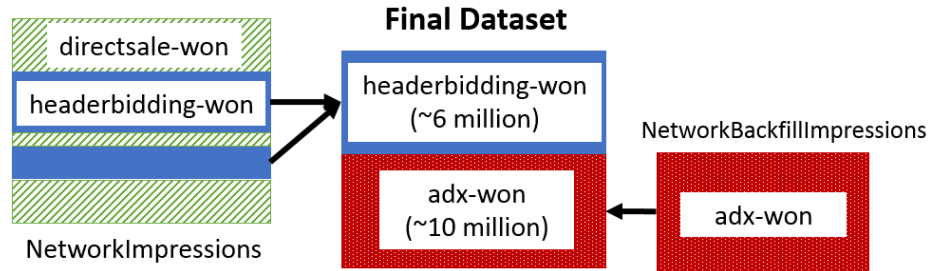 Final Dataset
directsale-won
headerbidding-won
NetworkImpressions
headerbidding-won
(~6 million)
adx-won
(~10 million)
NetworkBackfillImpressions
adx-won